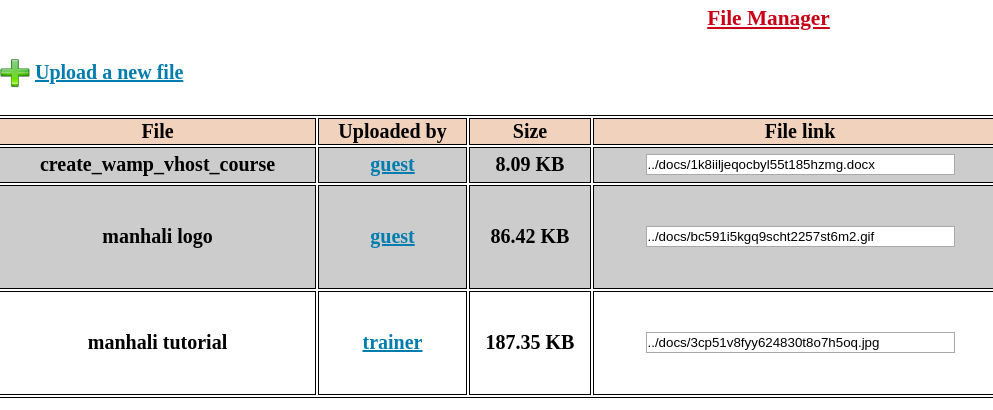 File Manager
Upload a new file
File Uploaded by Size File link
create_wamp_vhost_course guest 8.09 KB ../docs/1k8iiljeqocbyl55t185hzmg.docx
manhali logo guest 86.42 KB ../docs/bc591i5kgq9scht2257st6m2.gif
manhali tutorial trainer 187.35 KB ../docs/3cp51v8fyy624830t8o7h5oq.jpg